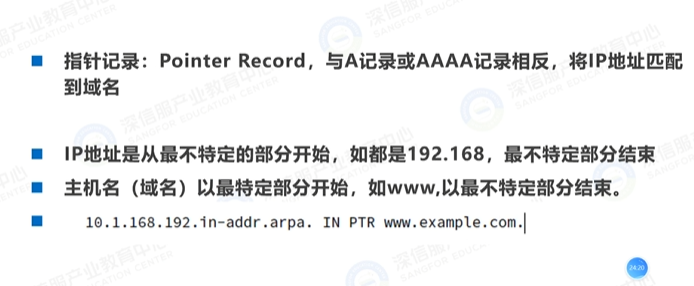 指针记录：Pointer Record，与A记录或AAAA记录相反，将IP地址匹配
到域名
IP地址是从最不特定的部分开始，如都是192.168，最不特定部分结束
主机名（域名）以最特定部分开始，如www,以最不特定部分结束。
10.1.168.192.in-addr.arpa. IN PTR www.example.com.
24:20
深信服产业教育中心
SANGFOR EDUCATION CENTER